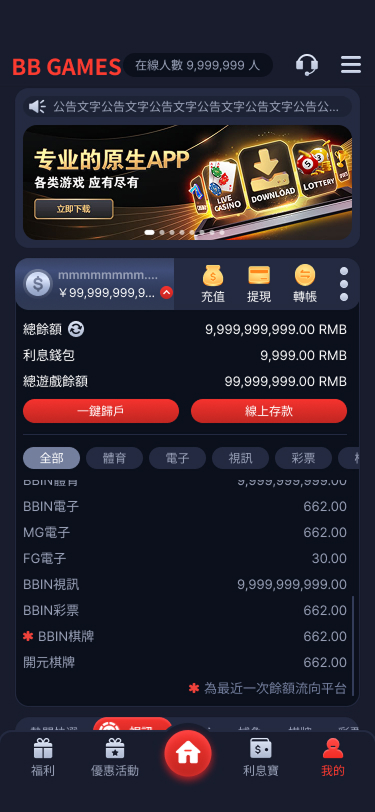 BB GAMES
在線人數 9,999,999 人
公告文字公告文字公告文字公告文字公告文字公告公...
专业的原生APP
各类游戏 应有尽有
立即下载
LIVE CASINO
DOWNLOAD
LOTTERY
mmmmmmmm....
¥99,999,999,9...
充值
提現
轉帳
總餘額 9,999,999,999.00 RMB
利息錢包 9,999.00 RMB
總遊戲餘額 99,999,999.00 RMB
一鍵歸戶
線上存款
全部 體育 電子 視訊 彩票
BBIN體育 9,999,999,999.00
BBIN電子 662.00
MG電子 662.00
FG電子 30.00
BBIN視訊 9,999,999,999.00
BBIN彩票 662.00
✱ BBIN棋牌 662.00
開元棋牌 662.00
✱ 為最近一次餘額流向平台
福利
優惠活動
利息寶
我的